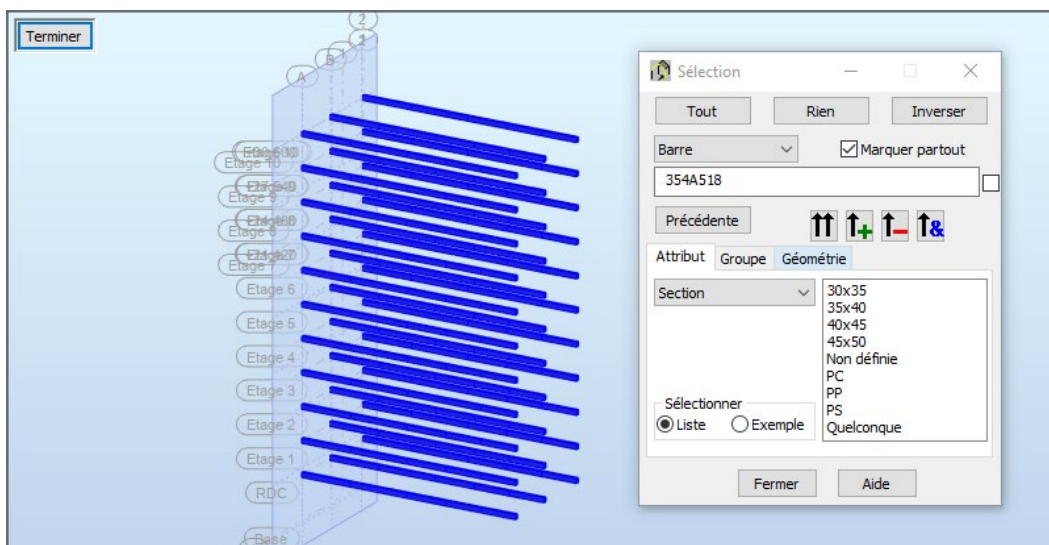 Terminer
2
1
B
A
Etage 10
Etage 9
Etage 8
Etage 6
Etage 5
Etage 4
Etage 3
Etage 2
Etage 1
RDC
Base
Sélection
Tout
Rien
Inverser
Barre
Marquer partout
354A518
Précédente
&
Attribut
Groupe
Géométrie
Section
30x35
35x40
40x45
45x50
Non définie
PC
PP
PS
Quelconque
Sélectionner
Liste
Exemple
Fermer
Aide